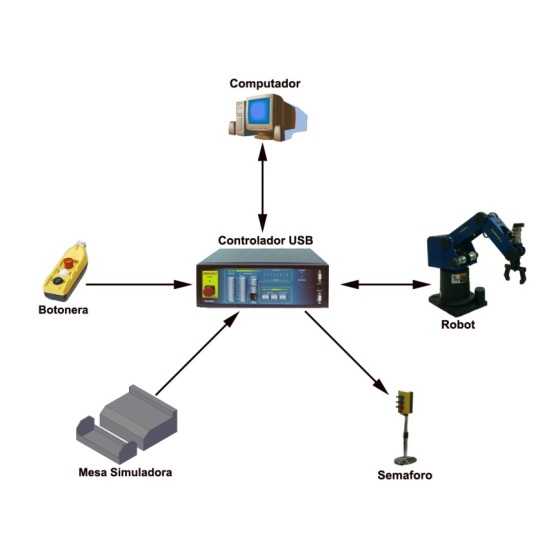 Computador
Controlador USB
Botonera
Robot
Mesa Simuladora
Semaforo